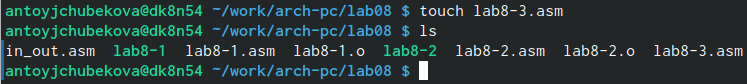 antoyjchubekova@dk8n54 ~/work/arch-pc/lab08 $ touch lab8-3.asm
antoyjchubekova@dk8n54 ~/work/arch-pc/lab08 $ ls
in_out.asm  lab8-1  lab8-1.asm  lab8-1.o  lab8-2  lab8-2.asm  lab8-2.o  lab8-3.asm
antoyjchubekova@dk8n54 ~/work/arch-pc/lab08 $